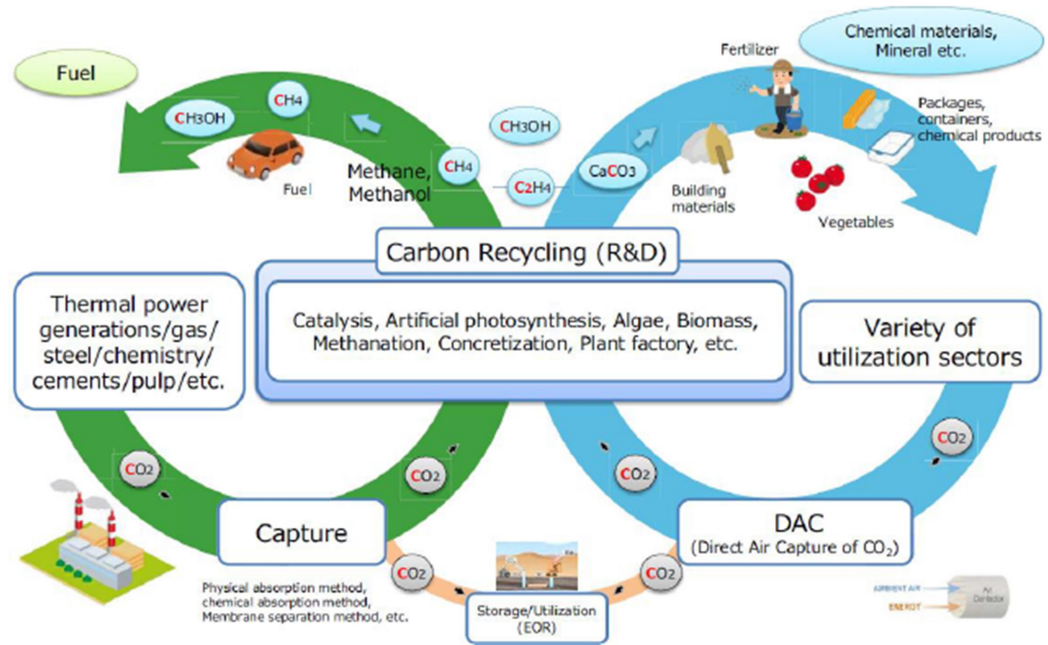 Fuel
CH3OH
CH4
Fuel
Methane,
Methanol
CH4
CH3OH
C2H4
CaCO3
Building
materials
Fertilizer
Chemical materials,
Mineral etc.
Packages,
containers,
chemical products
Vegetables
Carbon Recycling (R&D)
Catalysis, Artificial photosynthesis, Algae, Biomass,
Methanation, Concretization, Plant factory, etc.
Thermal power
generations/gas/
steel/chemistry/
cements/pulp/etc.
Variety of
utilization sectors
CO2
CO2
CO2
CO2
Capture
Physical absorption method,
chemical absorption method,
Membrane separation method, etc.
DAC
(Direct Air Capture of CO2)
CO2
CO2
Storage/Utilization
(EOR)
AMBIENT AIR
ENERGY
Air
Contactor